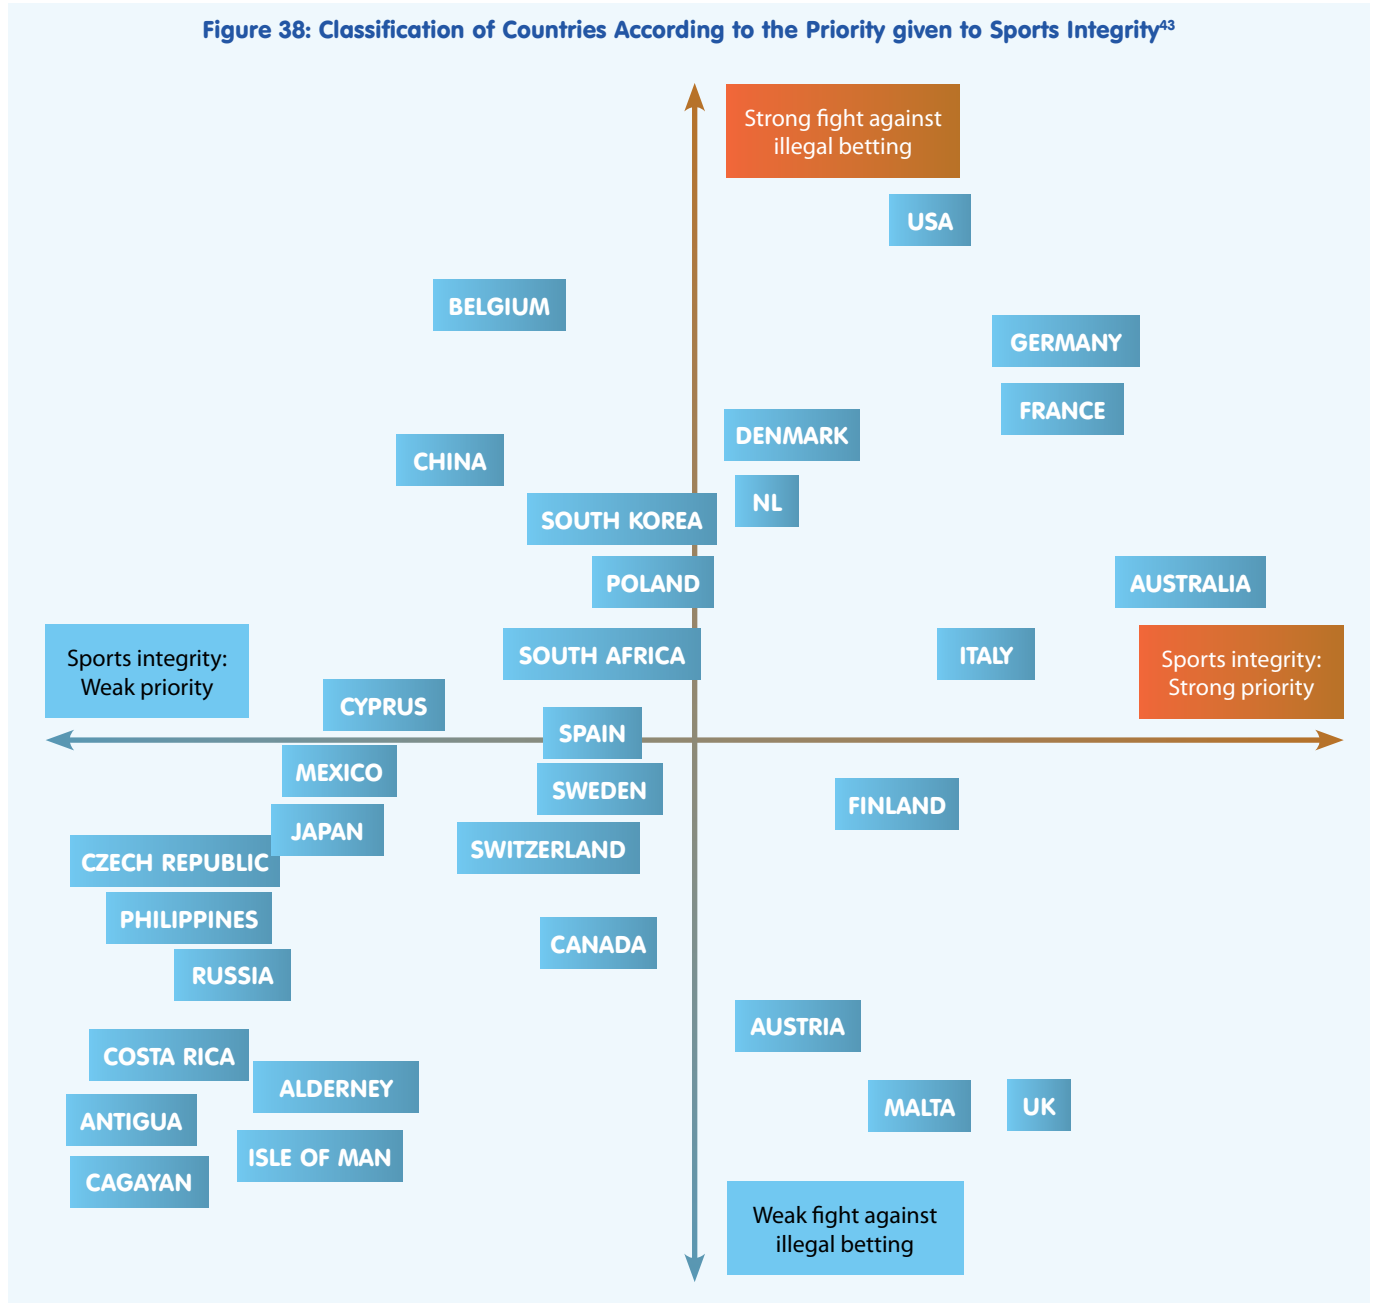 Figure 38: Classification of Countries According to the Priority given to Sports Integrity⁴³
Strong fight against
illegal betting
USA
BELGIUM
GERMANY
FRANCE
DENMARK
CHINA
NL
SOUTH KOREA
POLAND
AUSTRALIA
Sports integrity:
Weak priority
SOUTH AFRICA
ITALY
Sports integrity:
Strong priority
CYPRUS
SPAIN
MEXICO
SWEDEN
FINLAND
JAPAN
SWITZERLAND
CZECH REPUBLIC
PHILIPPINES
CANADA
RUSSIA
AUSTRIA
COSTA RICA
ALDERNEY
MALTA
UK
ANTIGUA
ISLE OF MAN
CAGAYAN
Weak fight against
illegal betting